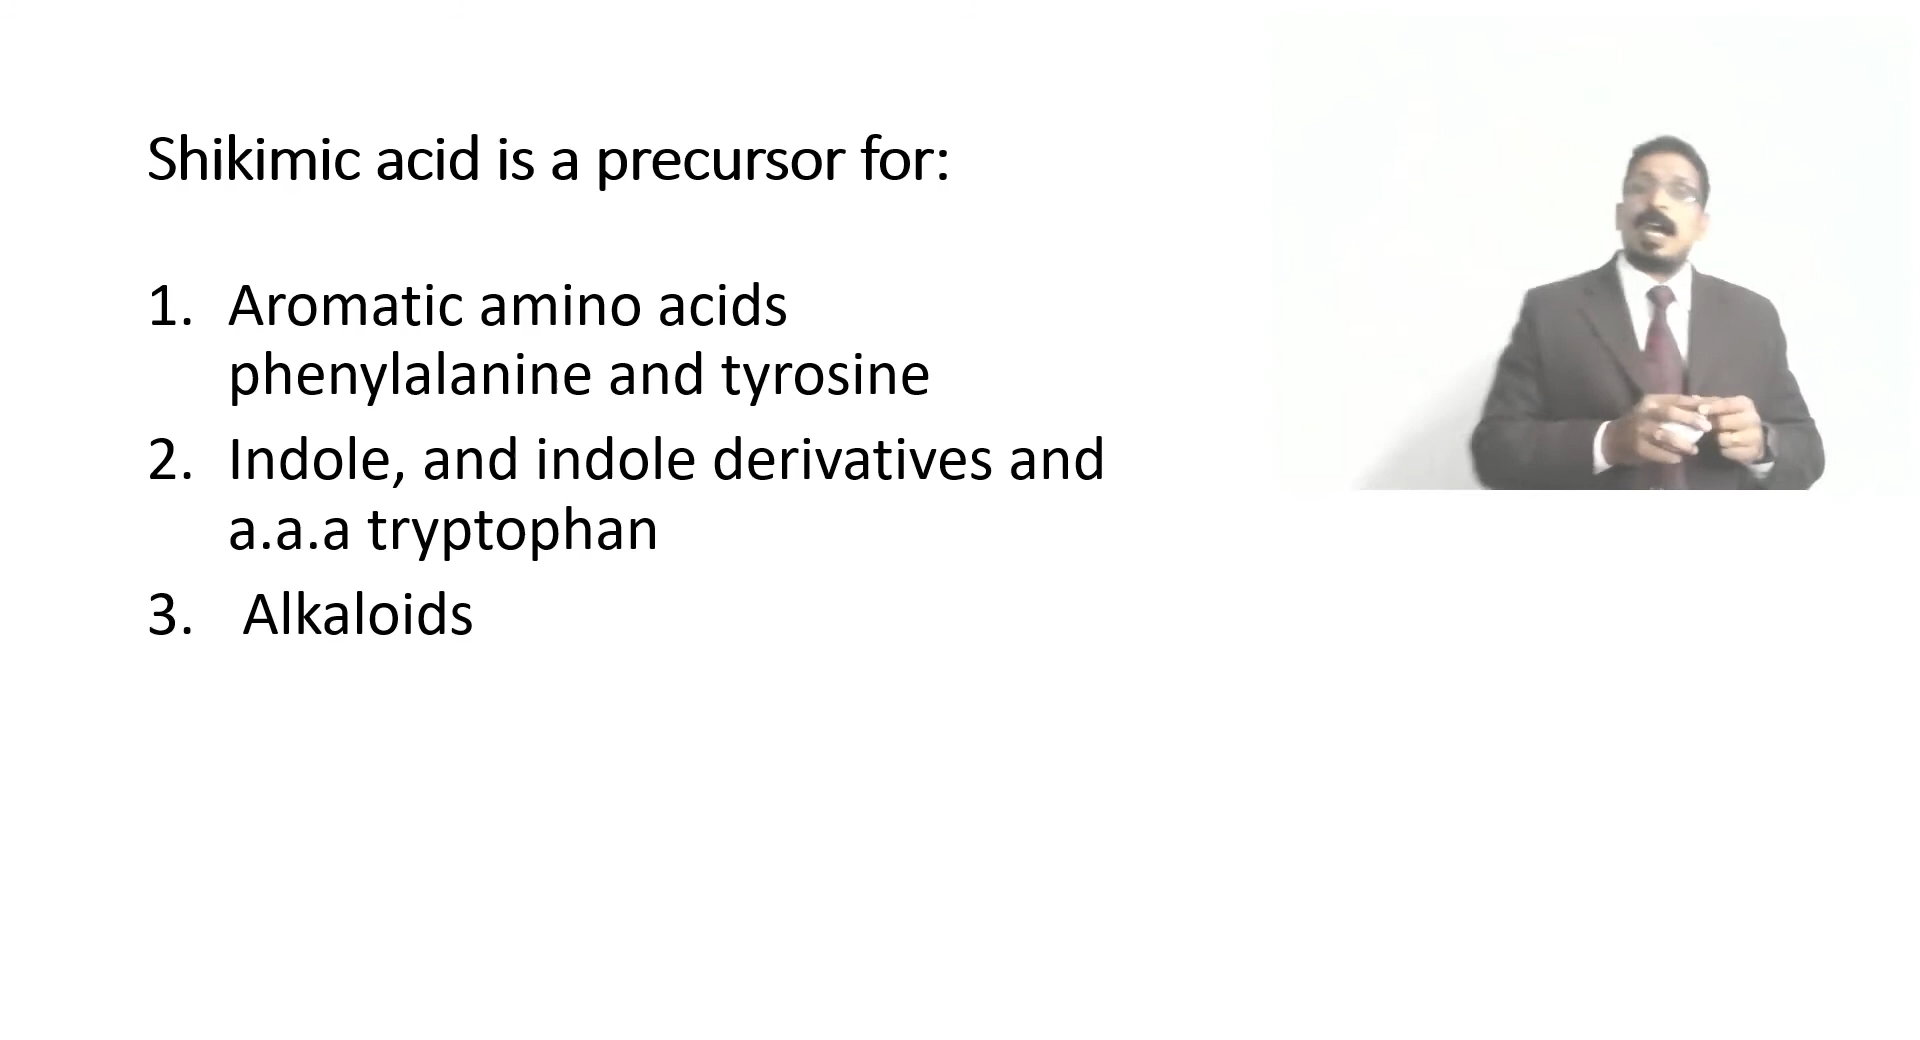 Shikimic acid is a precursor for:
1. Aromatic amino acids
phenylalanine and tyrosine
2. Indole, and indole derivatives and
a.a.a tryptophan
3. Alkaloids